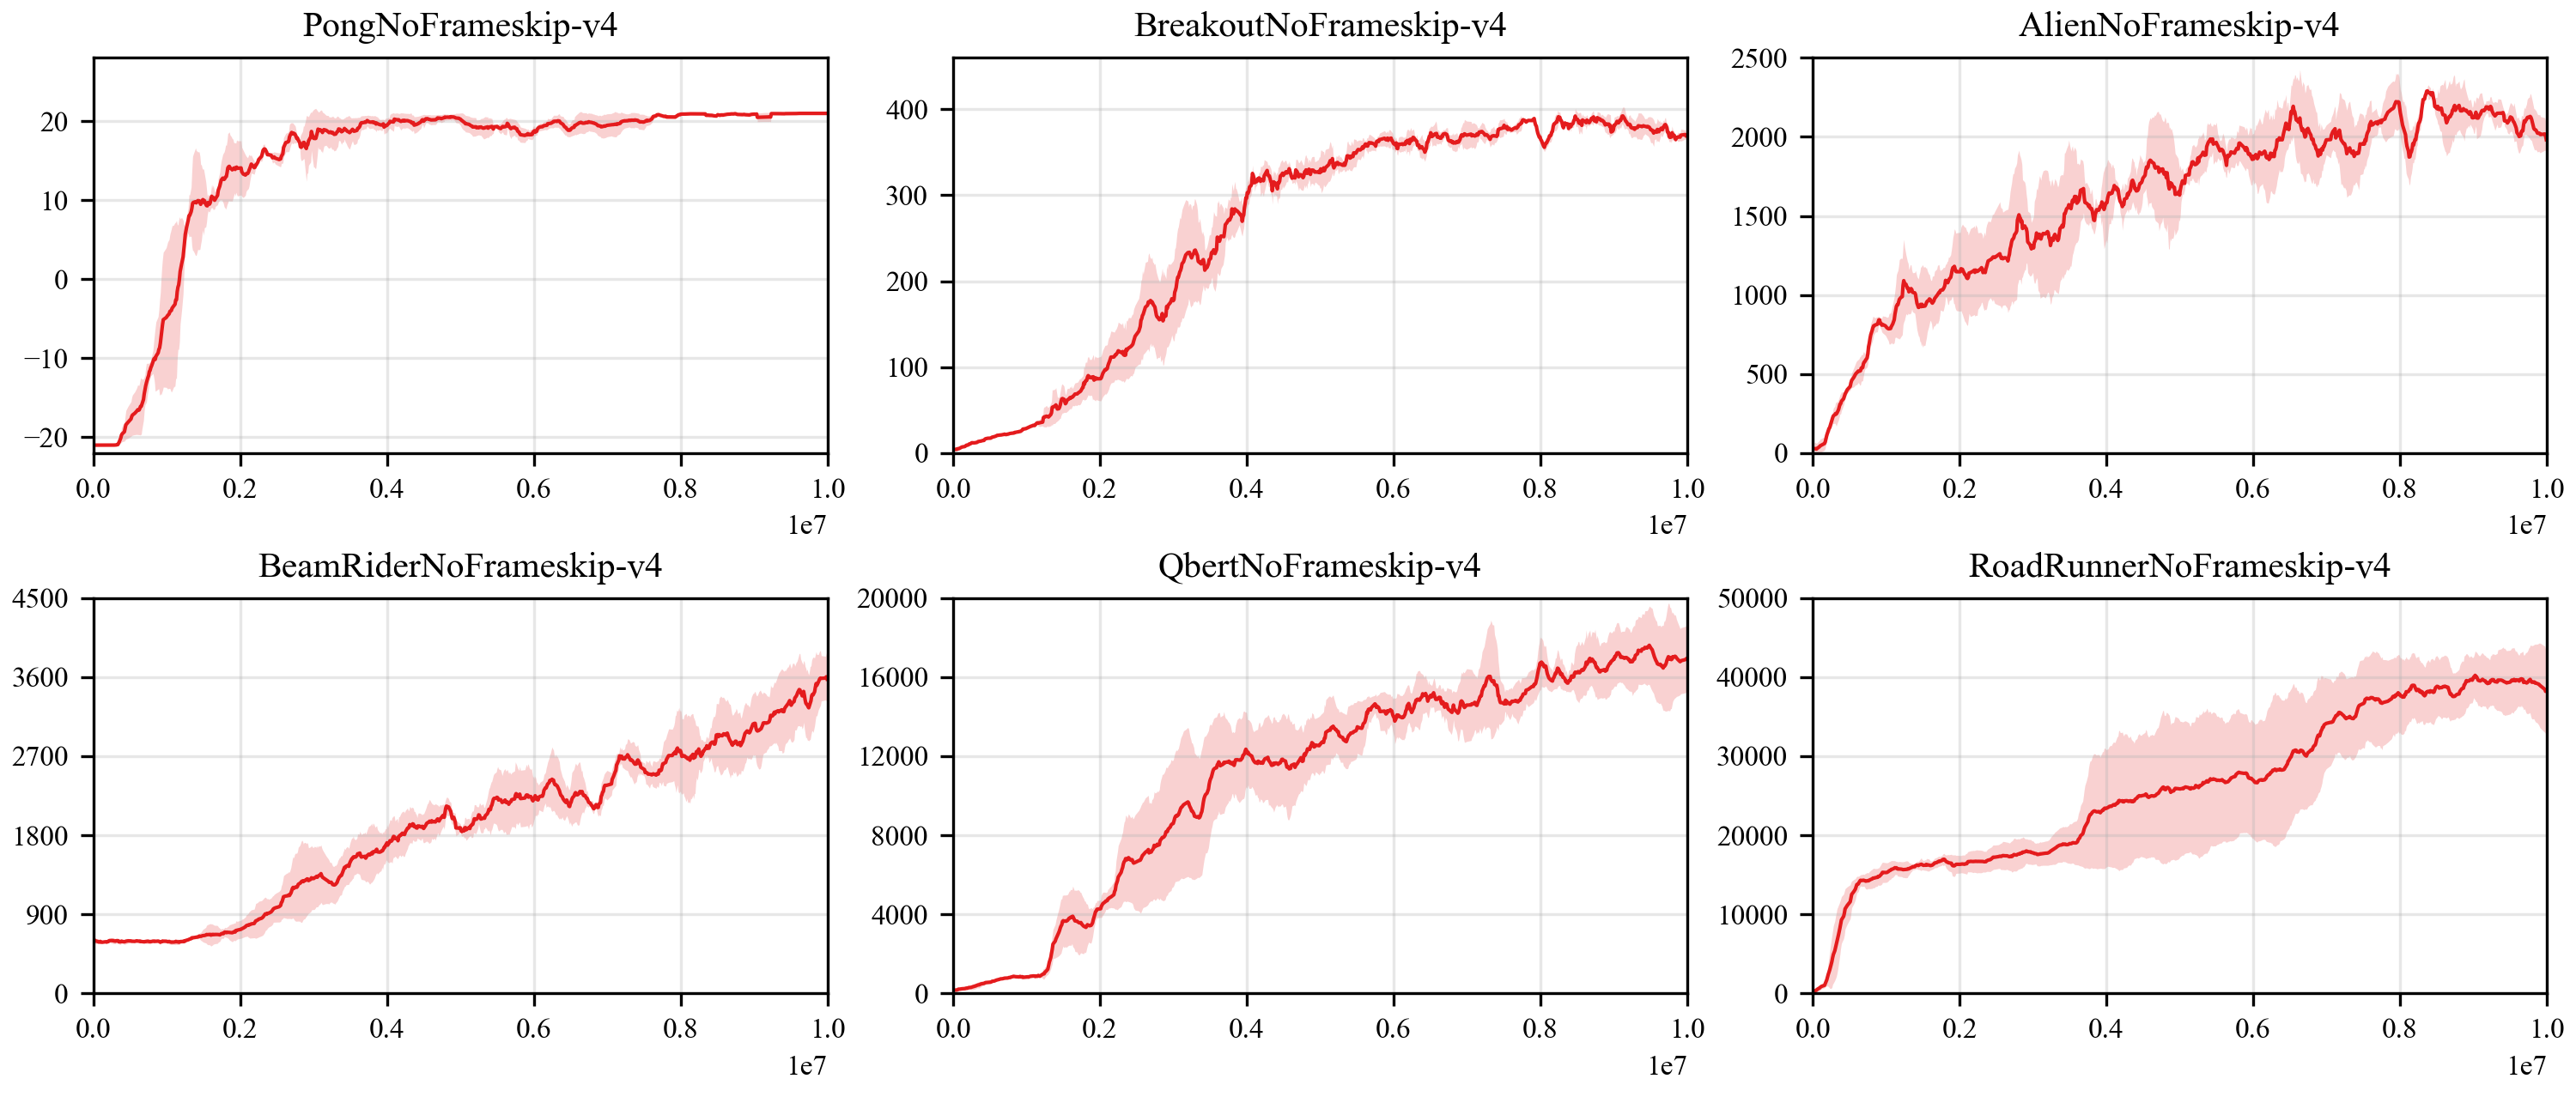 PongNoFrameskip-v4
BreakoutNoFrameskip-v4
AlienNoFrameskip-v4
20
10
0
−10
−20
0.0 0.2 0.4 0.6 0.8 1.0
1e7
400
300
200
100
0
0.0 0.2 0.4 0.6 0.8 1.0
1e7
2500
2000
1500
1000
500
0
0.0 0.2 0.4 0.6 0.8 1.0
1e7
BeamRiderNoFrameskip-v4
QbertNoFrameskip-v4
RoadRunnerNoFrameskip-v4
4500
3600
2700
1800
900
0
0.0 0.2 0.4 0.6 0.8 1.0
1e7
20000
16000
12000
8000
4000
0
0.0 0.2 0.4 0.6 0.8 1.0
1e7
50000
40000
30000
20000
10000
0
0.0 0.2 0.4 0.6 0.8 1.0
1e7